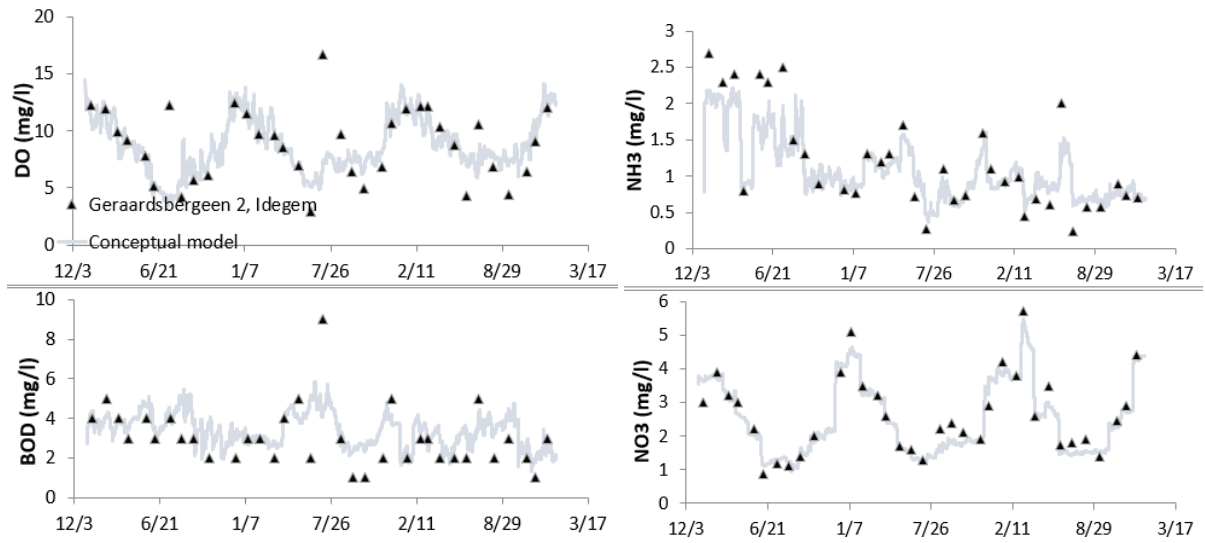 20
15
10
5
0
DO (mg/l)
Geraardsbergeen 2, Idegem
Conceptual model
12/3 6/21 1/7 7/26 2/11 8/29 3/17
3
2.5
2
1.5
1
0.5
0
NH3 (mg/l)
12/3 6/21 1/7 7/26 2/11 8/29 3/17
10
8
6
4
2
0
BOD (mg/l)
12/3 6/21 1/7 7/26 2/11 8/29 3/17
6
5
4
3
2
1
0
NO3 (mg/l)
12/3 6/21 1/7 7/26 2/11 8/29 3/17